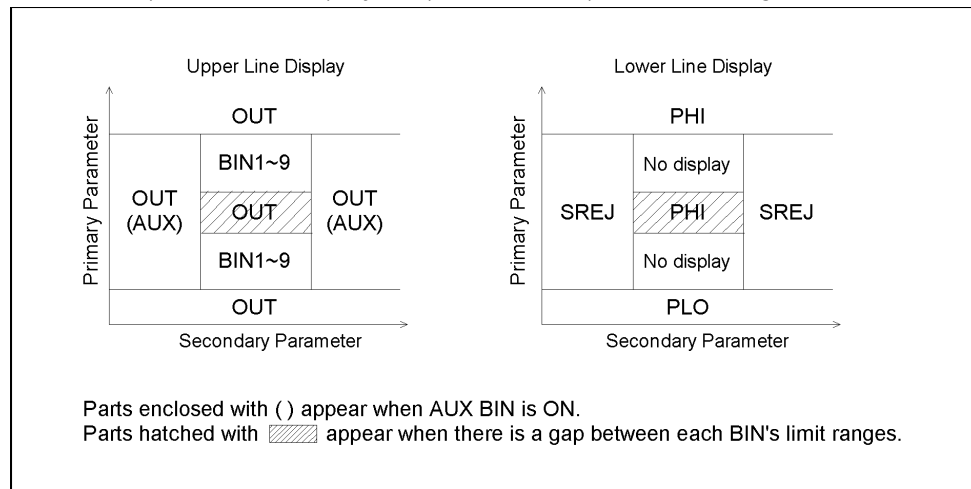 Upper Line Display
Primary Parameter
OUT
BIN1~9
OUT
(AUX)
OUT
OUT
(AUX)
BIN1~9
OUT
Secondary Parameter
Lower Line Display
Primary Parameter
PHI
No display
SREJ
PHI
SREJ
No display
PLO
Secondary Parameter
Parts enclosed with ( ) appear when AUX BIN is ON.
Parts hatched with appear when there is a gap between each BIN's limit ranges.